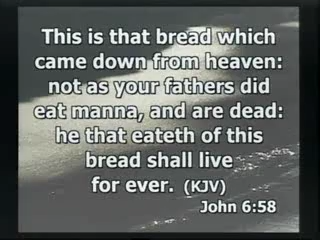 This is that bread which
came down from heaven:
not as your fathers did
eat manna, and are dead:
he that eateth of this
bread shall live
for ever. (KJV)
John 6:58